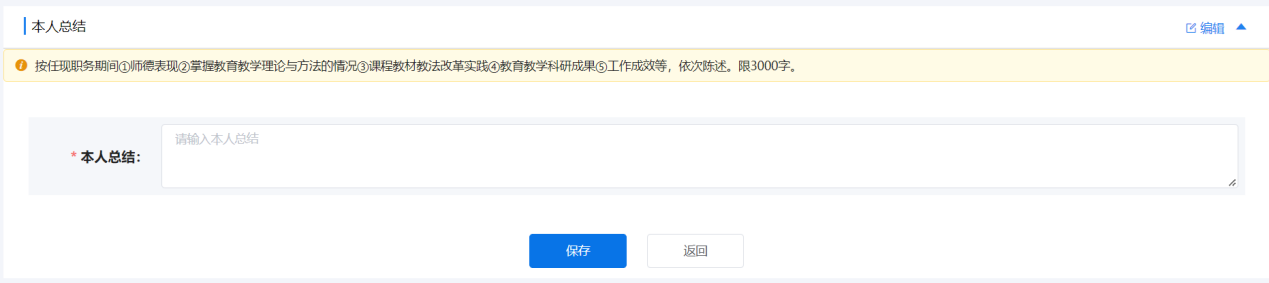 本人总结
编辑
按任现职务期间①师德表现②掌握教育教学理论与方法的情况③课程教材教法改革实践④教育教学科研成果⑤工作成效等，依次陈述。限3000字。
* 本人总结:
请输入本人总结
保存
返回